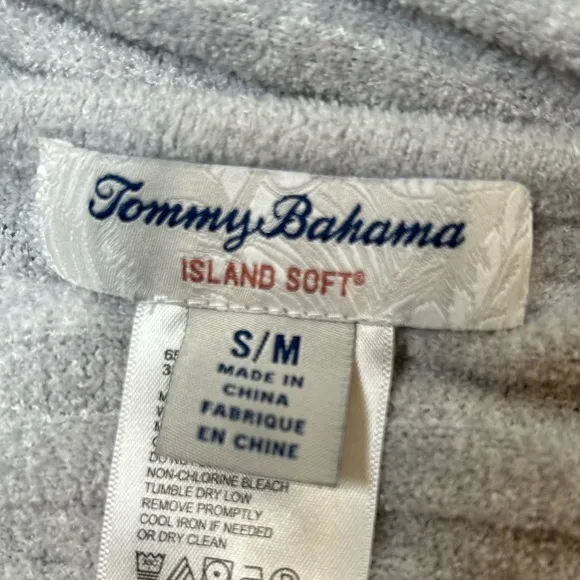 Tommy Bahama
ISLAND SOFT®
S/M
MADE IN
CHINA
FABRIQUE
EN CHINE
NON-CHLORINE BLEACH
TUMBLE DRY LOW
REMOVE PROMPTLY
COOL IRON IF NEEDED
OR DRY CLEAN